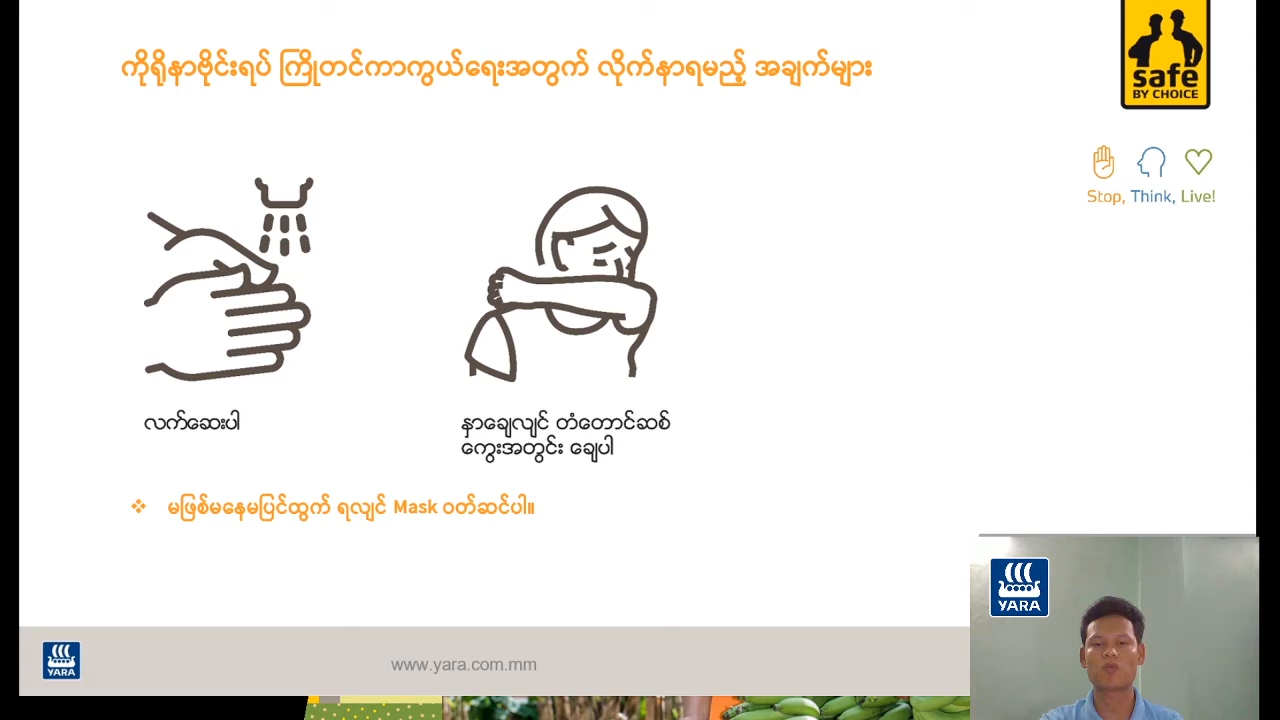 ကိုရိုနာဗိုင်းရပ် ကြိုတင်ကာကွယ်ရေးအတွက် လိုက်နာရမည့် အချက်များ
safe
BY CHOICE
Stop, Think, Live!
လက်ဆေးပါ
နှာချေလျင် တံတောင်ဆစ်
ကွေးအတွင်း ချေပါ
❖ မဖြစ်မနေမပြင်ထွက် ရလျင် Mask ဝတ်ဆင်ပါ။
YARA
YARA
www.yara.com.mm